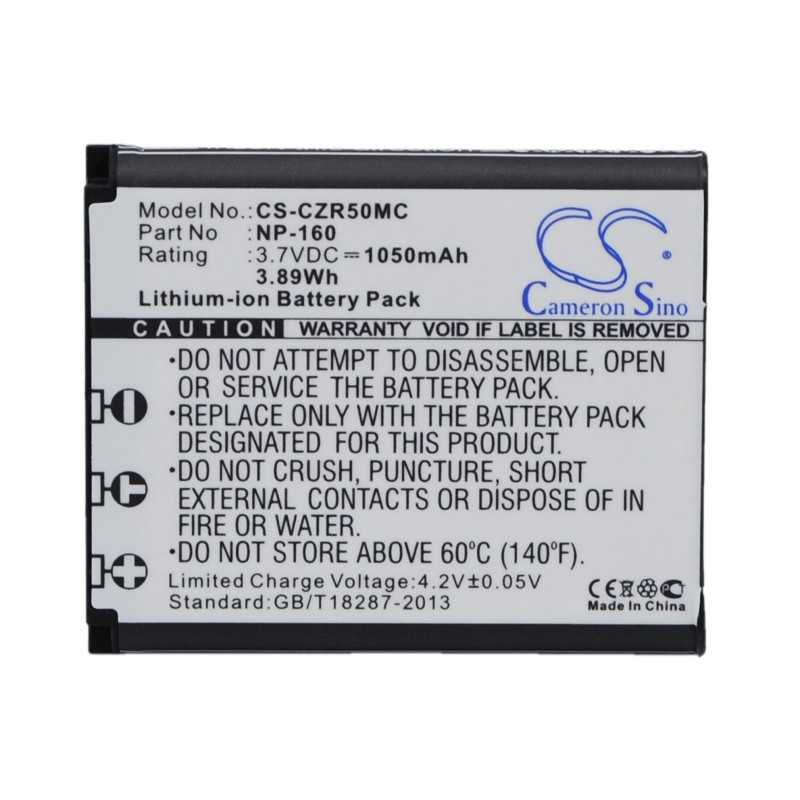 Model No.: CS-CZR50MC
Part No : NP-160
Rating : 3.7VDC⎓1050mAh
3.89Wh
Lithium-ion Battery Pack
CS
Cameron Sino
CAUTION WARRANTY VOID IF LABEL IS REMOVED
•DO NOT ATTEMPT TO DISASSEMBLE, OPEN
OR SERVICE THE BATTERY PACK.
•REPLACE ONLY WITH THE BATTERY PACK
DESIGNATED FOR THIS PRODUCT.
•DO NOT CRUSH, PUNCTURE, SHORT
EXTERNAL CONTACTS OR DISPOSE OF IN
FIRE OR WATER.
•DO NOT STORE ABOVE 60ºC (140ºF).
Limited Charge Voltage:4.2V±0.05V
Standard:GB/T18287-2013
CE
Made In China